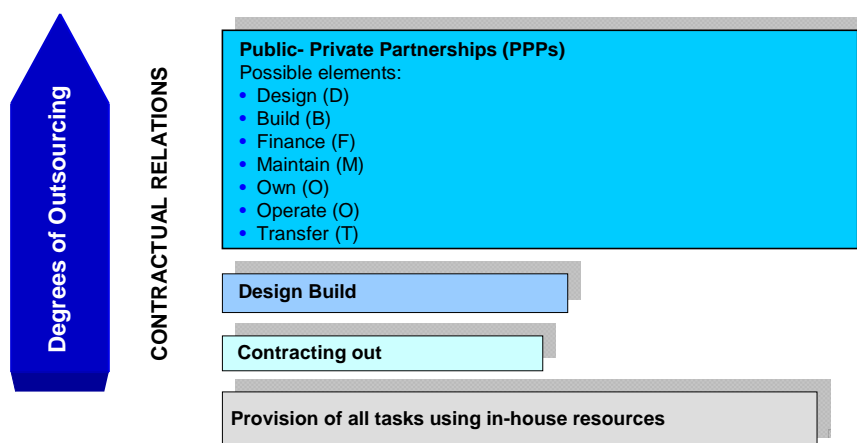 Degrees of Outsourcing
CONTRACTUAL RELATIONS
Public- Private Partnerships (PPPs)
Possible elements:
• Design (D)
• Build (B)
• Finance (F)
• Maintain (M)
• Own (O)
• Operate (O)
• Transfer (T)
Design Build
Contracting out
Provision of all tasks using in-house resources